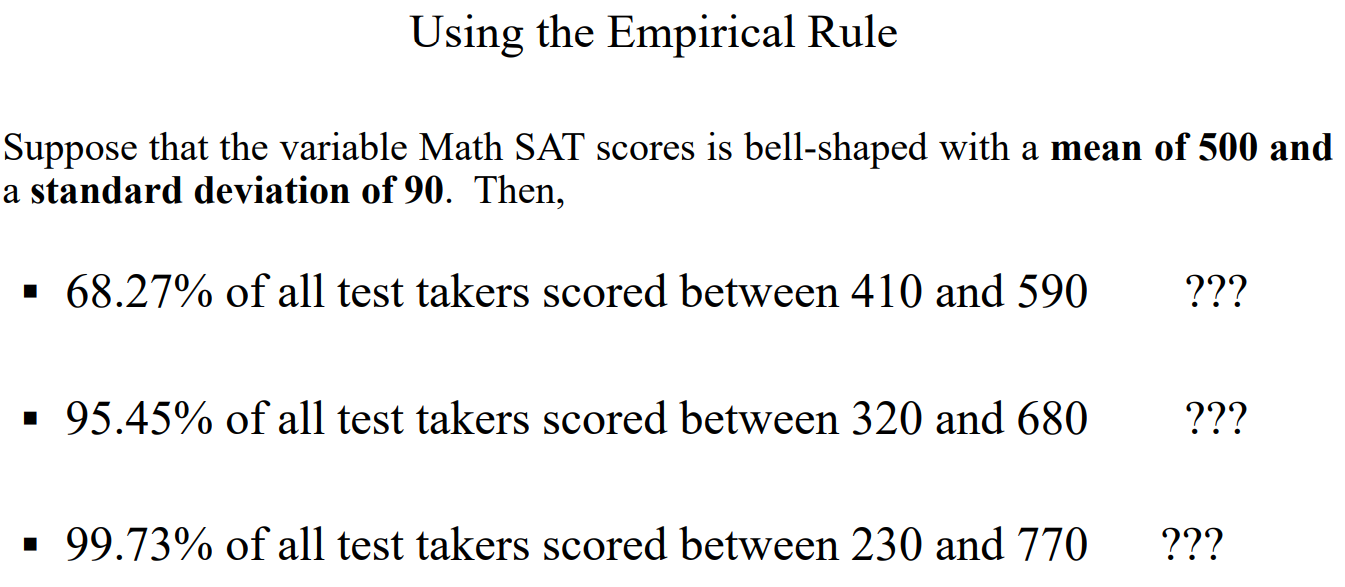 Using the Empirical Rule
Suppose that the variable Math SAT scores is bell-shaped with a mean of 500 and
a standard deviation of 90.  Then,
▪ 68.27% of all test takers scored between 410 and 590 ???
▪ 95.45% of all test takers scored between 320 and 680 ???
▪ 99.73% of all test takers scored between 230 and 770 ???